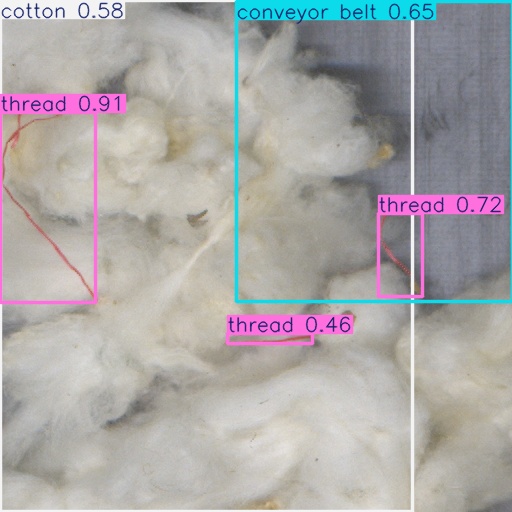 cotton 0.58
conveyor belt 0.65
thread 0.91
thread 0.72
thread 0.46